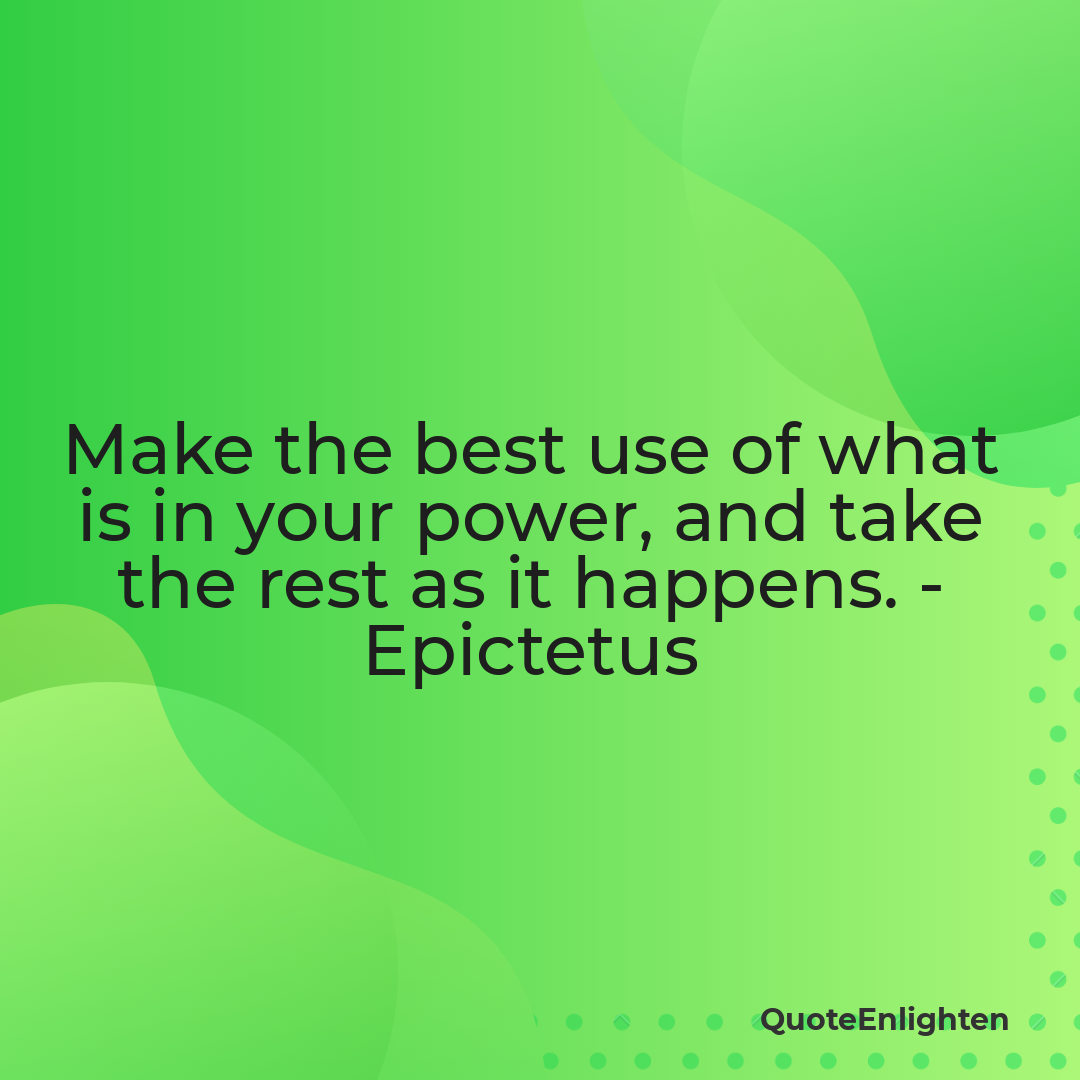 Make the best use of what
is in your power, and take
the rest as it happens. -
Epictetus
QuoteEnlighten